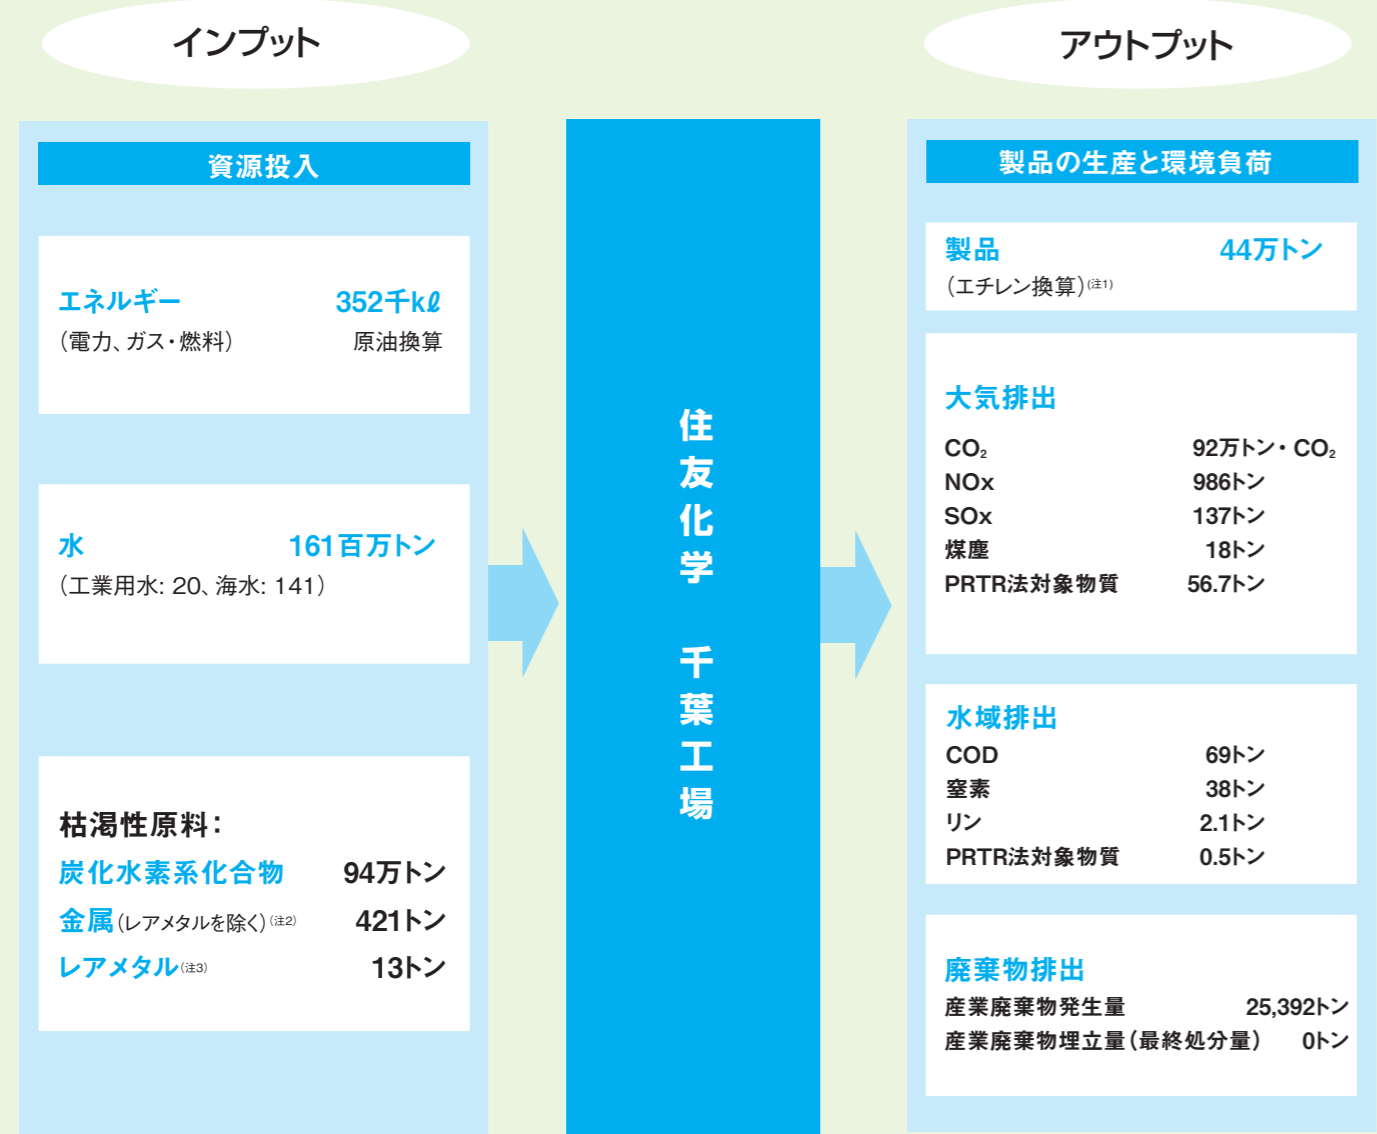 インプット
資源投入
エネルギー 352千kℓ
（電力、ガス・燃料） 原油換算
水 161百万トン
（工業用水: 20、海水: 141）
枯渇性原料：
炭化水素系化合物 94万トン
金属（レアメタルを除く）（注2） 421トン
レアメタル（注3） 13トン
住友化学 千葉工場
アウトプット
製品の生産と環境負荷
製品 44万トン
（エチレン換算）（注1）
大気排出
CO₂ 92万トン・CO₂
NOx 986トン
SOx 137トン
煤塵 18トン
PRTR法対象物質 56.7トン
水域排出
COD 69トン
窒素 38トン
リン 2.1トン
PRTR法対象物質 0.5トン
廃棄物排出
産業廃棄物発生量 25,392トン
産業廃棄物埋立量（最終処分量） 0トン